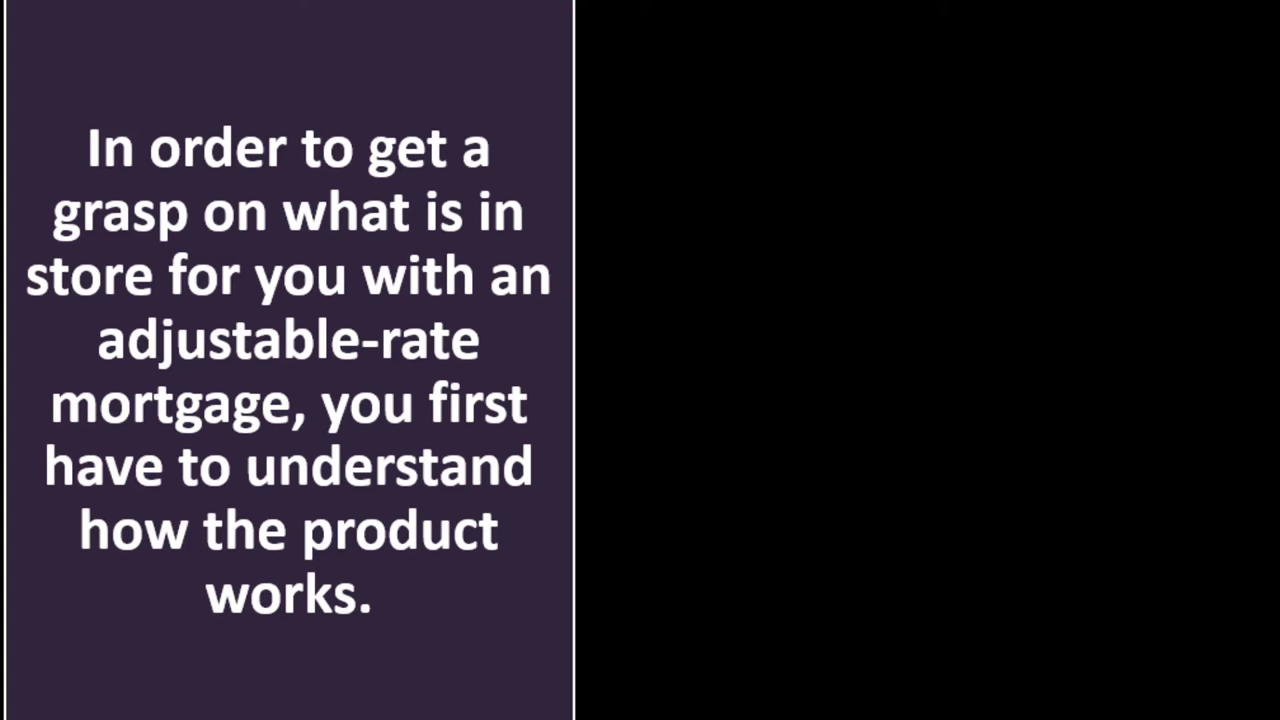 In order to get a
grasp on what is in
store for you with an
adjustable-rate
mortgage, you first
have to understand
how the product
works.